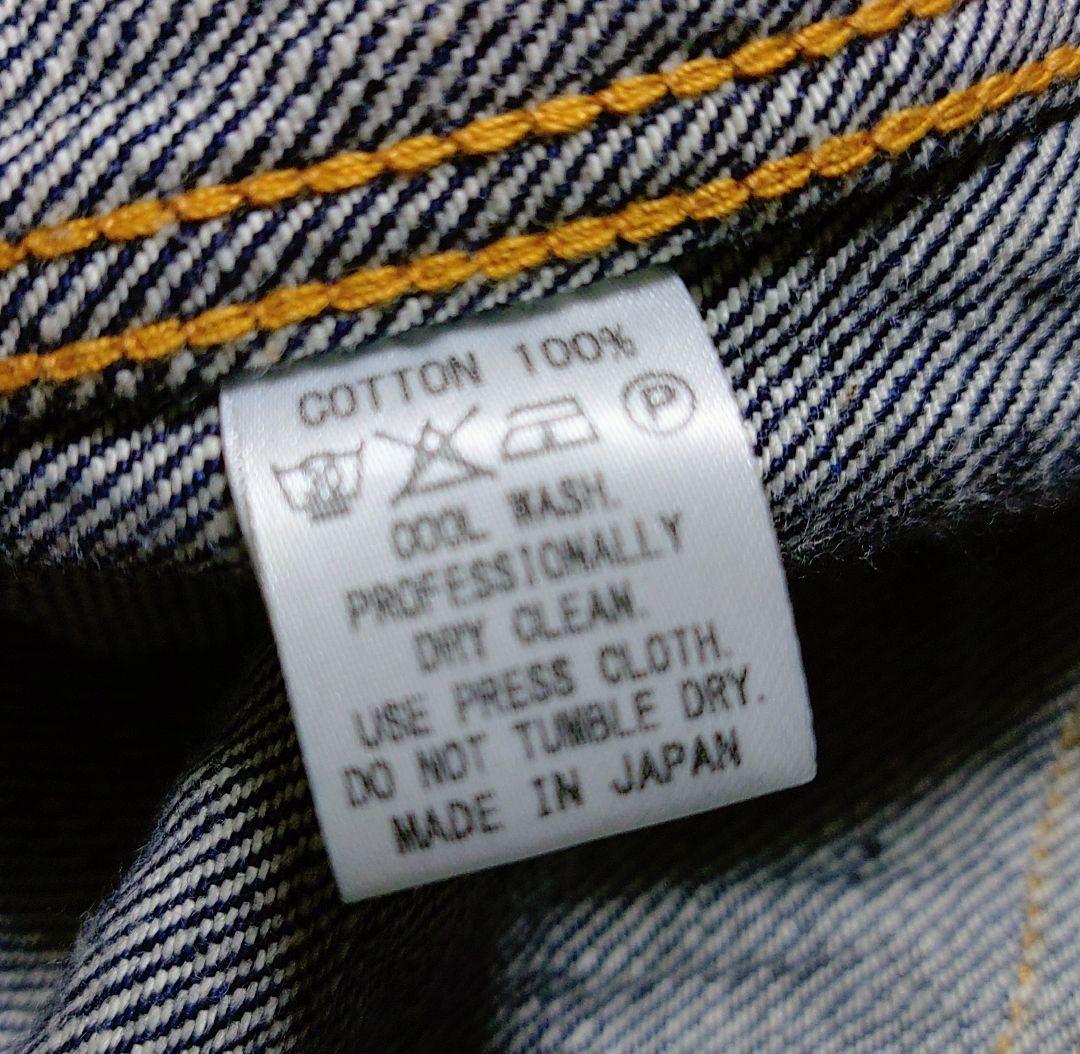 COTTON 100%
P
COOL WASH.
PROFESSIONALLY
DRY CLEAN.
USE PRESS CLOTH.
DO NOT TUMBLE DRY.
MADE IN JAPAN